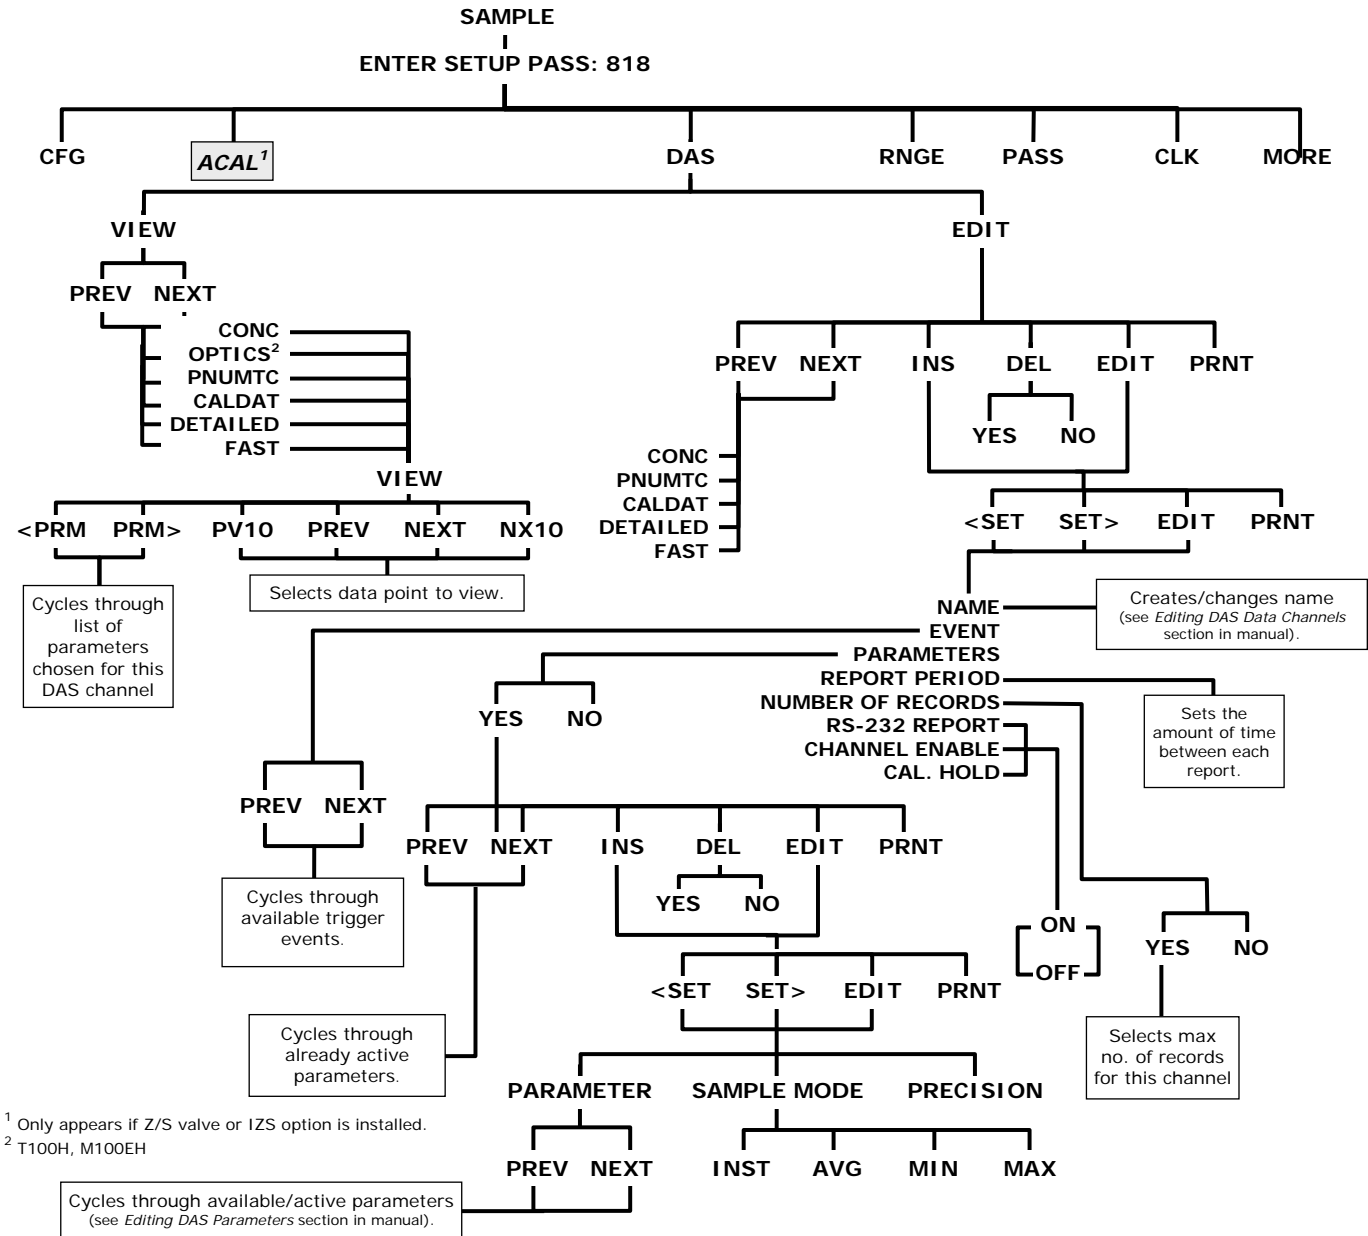 SAMPLE
ENTER SETUP PASS: 818
CFG
ACAL1
DAS
RNGE
PASS
CLK
MORE
VIEW
EDIT
PREV NEXT
CONC
OPTICS2
PNUMTC
CALDAT
DETAILED
FAST
VIEW
<PRM PRM> PV10 PREV NEXT NX10
Cycles through
list of
parameters
chosen for this
DAS channel
Selects data point to view.
PREV NEXT INS DEL EDIT PRNT
YES NO
CONC
PNUMTC
CALDAT
DETAILED
FAST
<SET SET> EDIT PRNT
NAME
EVENT
PARAMETERS
REPORT PERIOD
NUMBER OF RECORDS
RS-232 REPORT
CHANNEL ENABLE
CAL. HOLD
Creates/changes name
(see Editing DAS Data Channels
section in manual).
Sets the
amount of time
between each
report.
YES NO
PREV NEXT
Cycles through
available trigger
events.
PREV NEXT INS DEL EDIT PRNT
YES NO
ON
OFF
YES NO
Selects max
no. of records
for this channel
<SET SET> EDIT PRNT
Cycles through
already active
parameters.
PARAMETER SAMPLE MODE PRECISION
PREV NEXT INST AVG MIN MAX
Cycles through available/active parameters
(see Editing DAS Parameters section in manual).
1 Only appears if Z/S valve or IZS option is installed.
2 T100H, M100EH